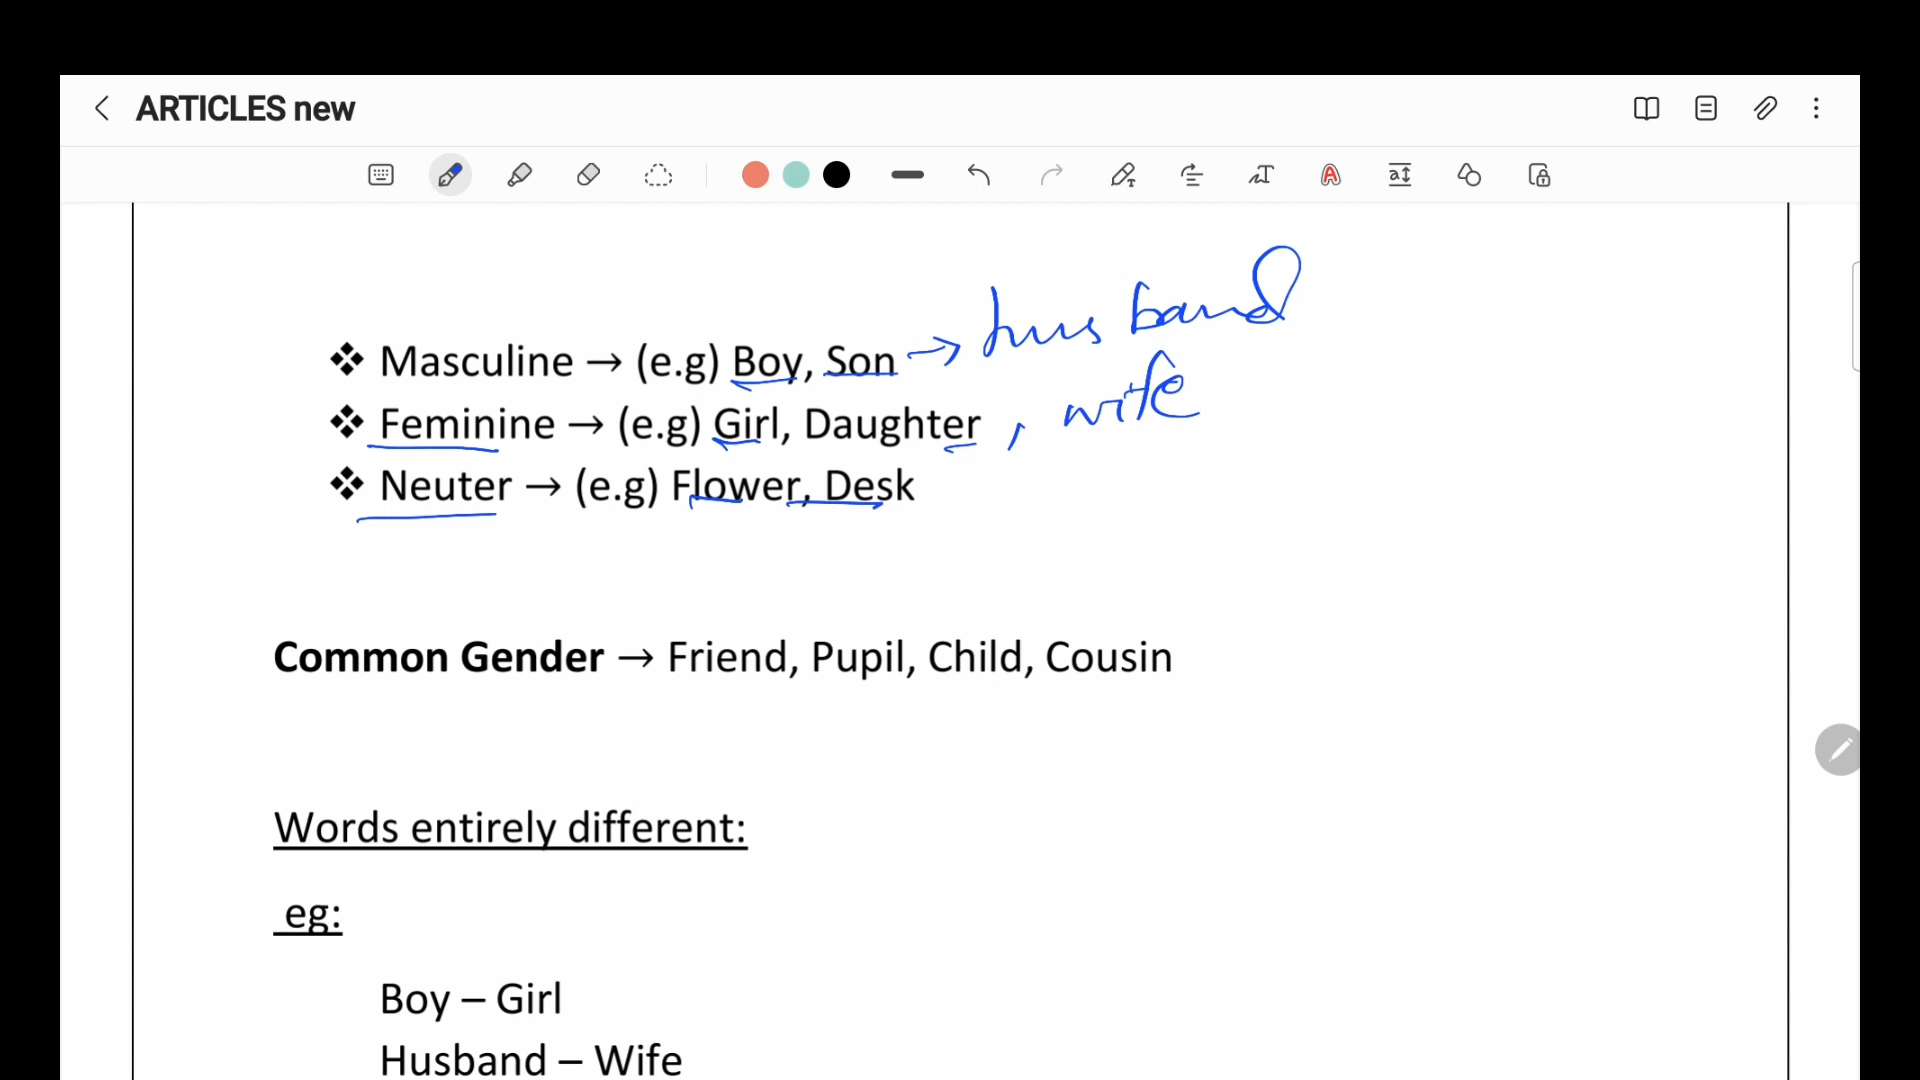 ARTICLES new
❖ Masculine → (e.g) Boy, Son → husband
❖ Feminine → (e.g) Girl, Daughter , wife
❖ Neuter → (e.g) Flower, Desk
Common Gender → Friend, Pupil, Child, Cousin
Words entirely different:
eg:
Boy – Girl
Husband – Wife